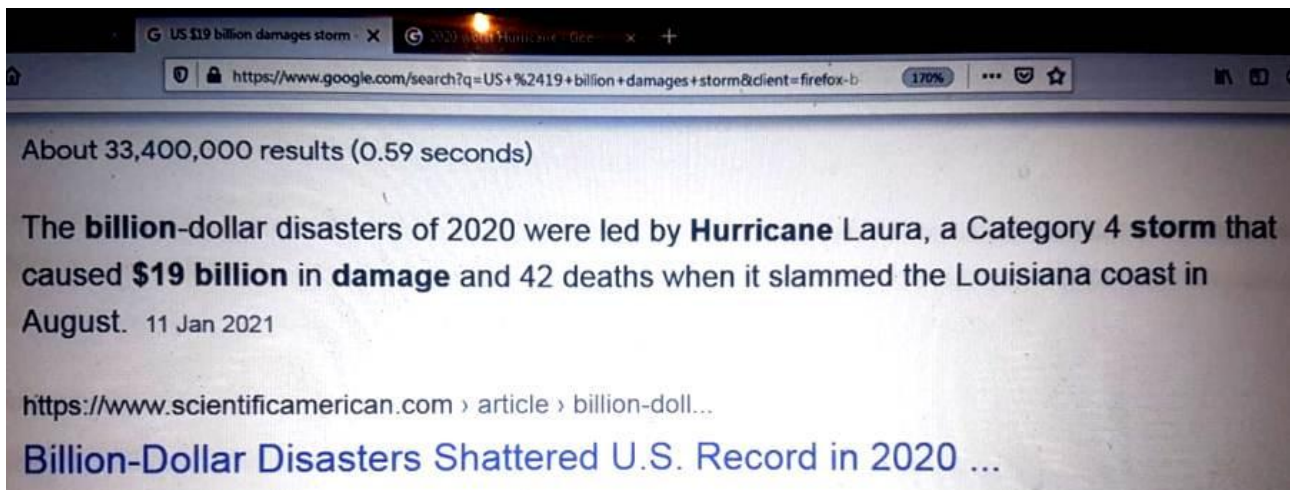 US $19 billion damages storm
2020 worst Hurricane
https://www.google.com/search?q=US+%2419+billion+damages+storm&client=firefox-b
170%
About 33,400,000 results (0.59 seconds)
The billion-dollar disasters of 2020 were led by Hurricane Laura, a Category 4 storm that
caused $19 billion in damage and 42 deaths when it slammed the Louisiana coast in
August. 11 Jan 2021
https://www.scientificamerican.com › article › billion-doll...
Billion-Dollar Disasters Shattered U.S. Record in 2020 ...